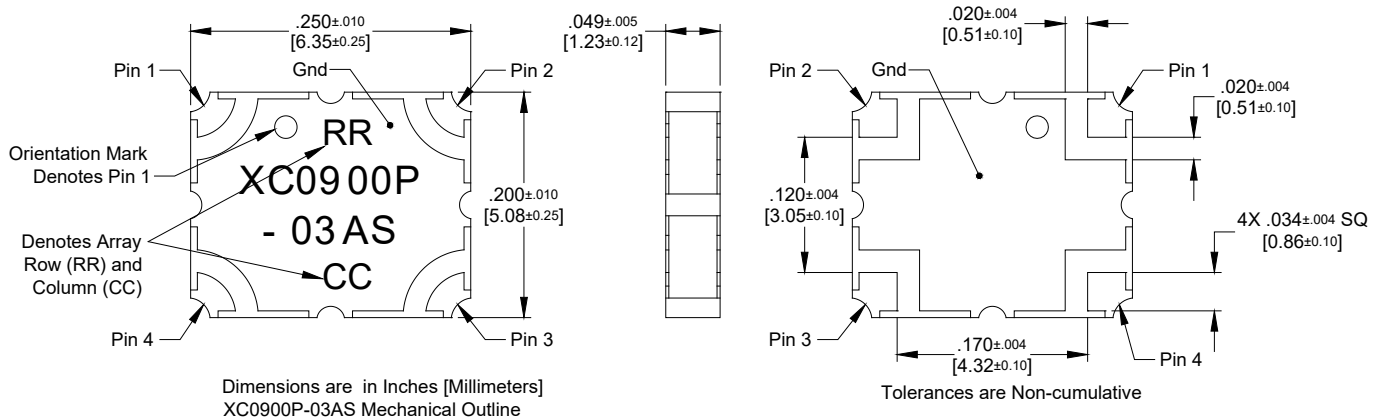 .250±.010
[6.35±0.25]
.049±.005
[1.23±0.12]
.020±.004
[0.51±0.10]
Pin 1
Gnd
Pin 2
Pin 2
Gnd
Pin 1
.020±.004
[0.51±0.10]
Orientation Mark
Denotes Pin 1
RR
XC0900P
- 03AS
CC
.200±.010
[5.08±0.25]
.120±.004
[3.05±0.10]
Denotes Array
Row (RR) and
Column (CC)
4X .034±.004 SQ
[0.86±0.10]
Pin 4
Pin 3
Pin 3
.170±.004
[4.32±0.10]
Pin 4
Dimensions are in Inches [Millimeters]
XC0900P-03AS Mechanical Outline
Tolerances are Non-cumulative